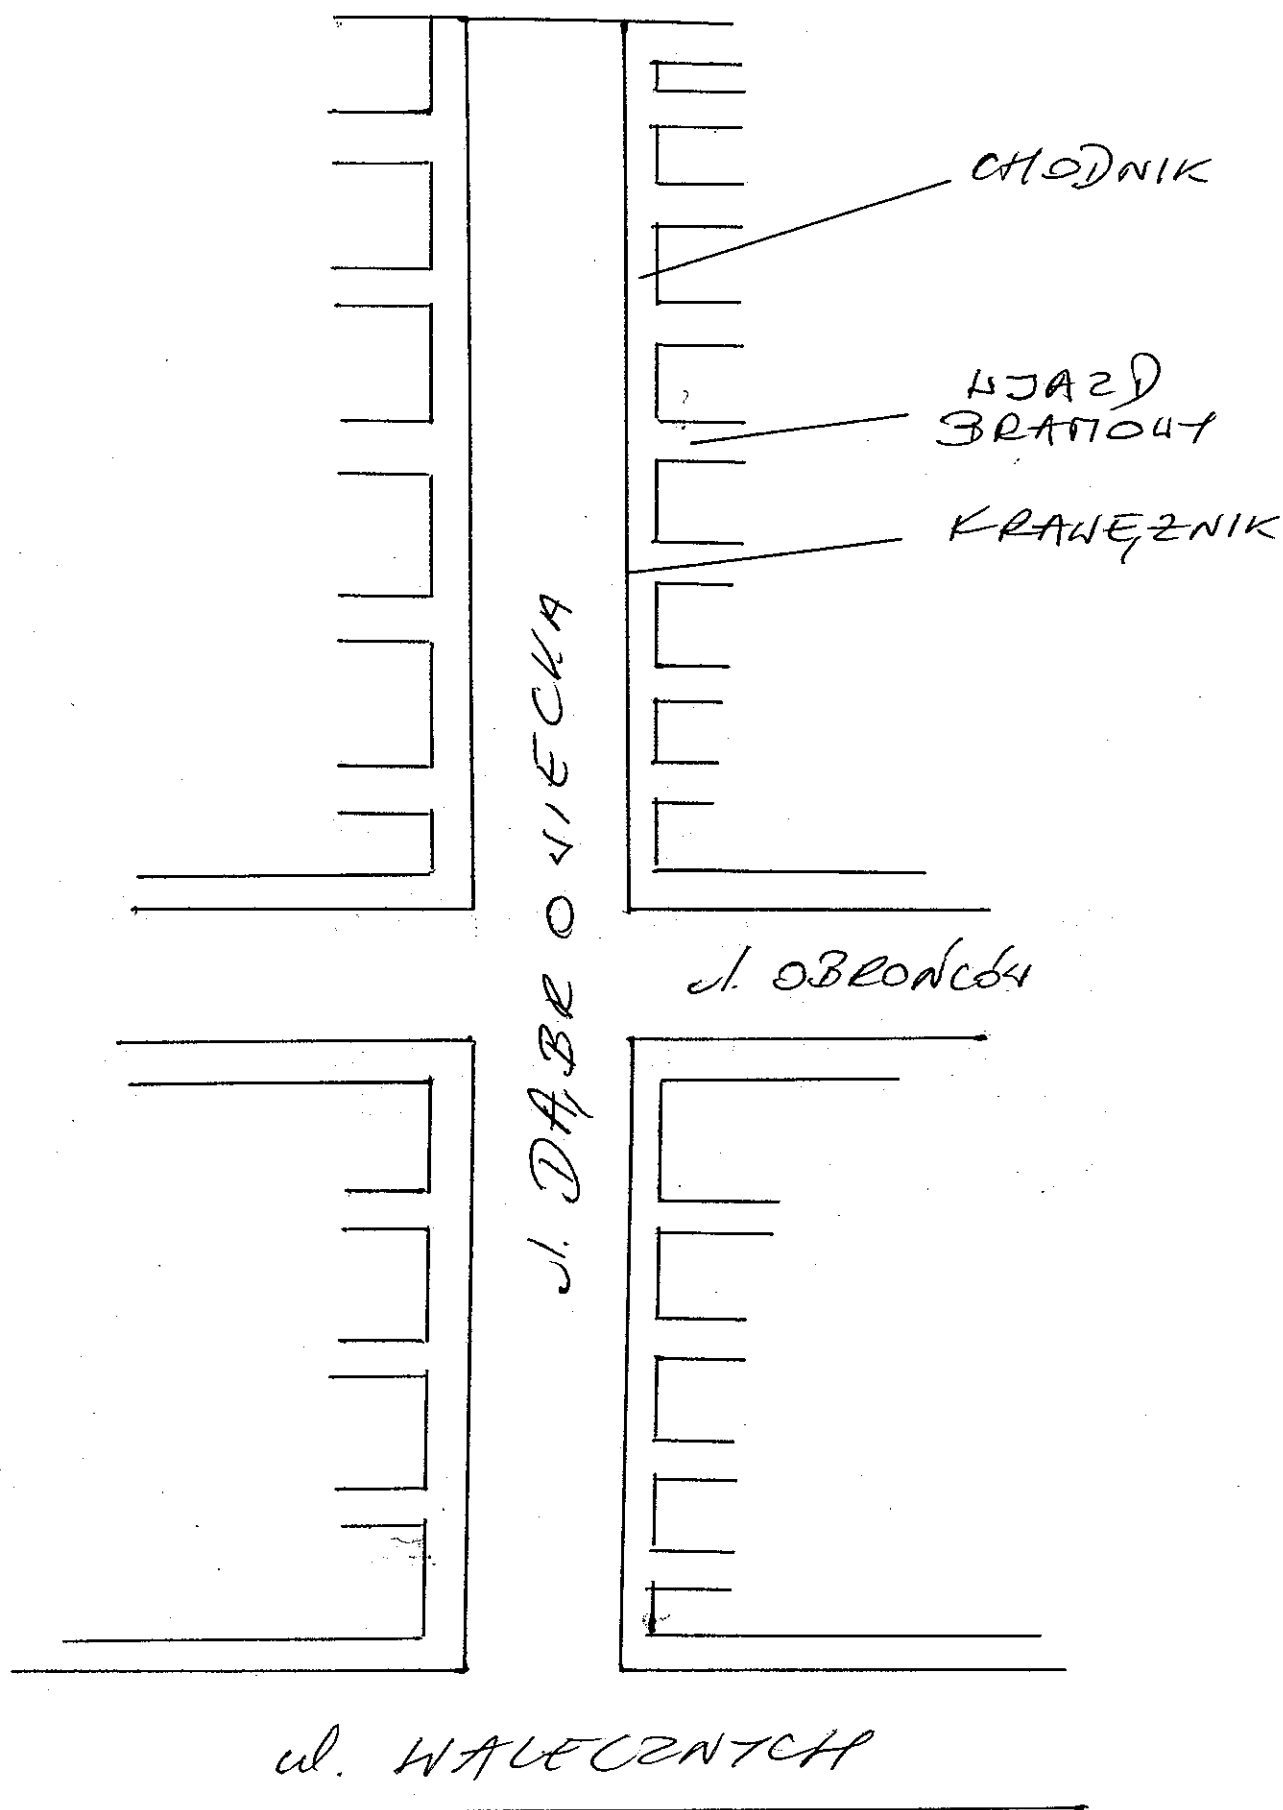 CHODNIK
WJAZD
BRAMOWY
KRAWĘŻNIK
ul. DĄBROWIECKA
ul. OBROŃCÓW
ul. WALECZNYCH